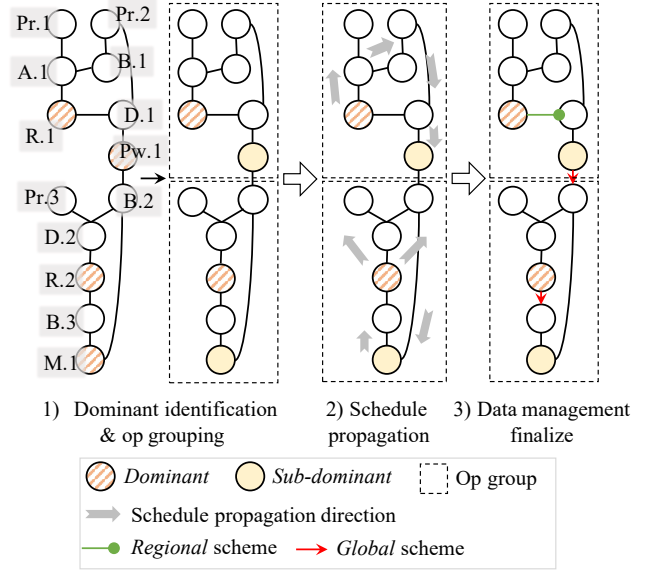 Pr.1
Pr.2
A.1
B.1
D.1
R.1
Pw.1
Pr.3
B.2
D.2
R.2
B.3
M.1
1) Dominant identification
& op grouping
2) Schedule
propagation
3) Data management
finalize
Dominant
Sub-dominant
Op group
Schedule propagation direction
Regional scheme
Global scheme